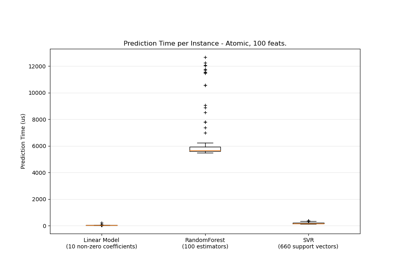 Prediction Time per Instance - Atomic, 100 feats.
Prediction Time (us)
12000
10000
8000
6000
4000
2000
0
Linear Model
(10 non-zero coefficients)
RandomForest
(100 estimators)
SVR
(660 support vectors)